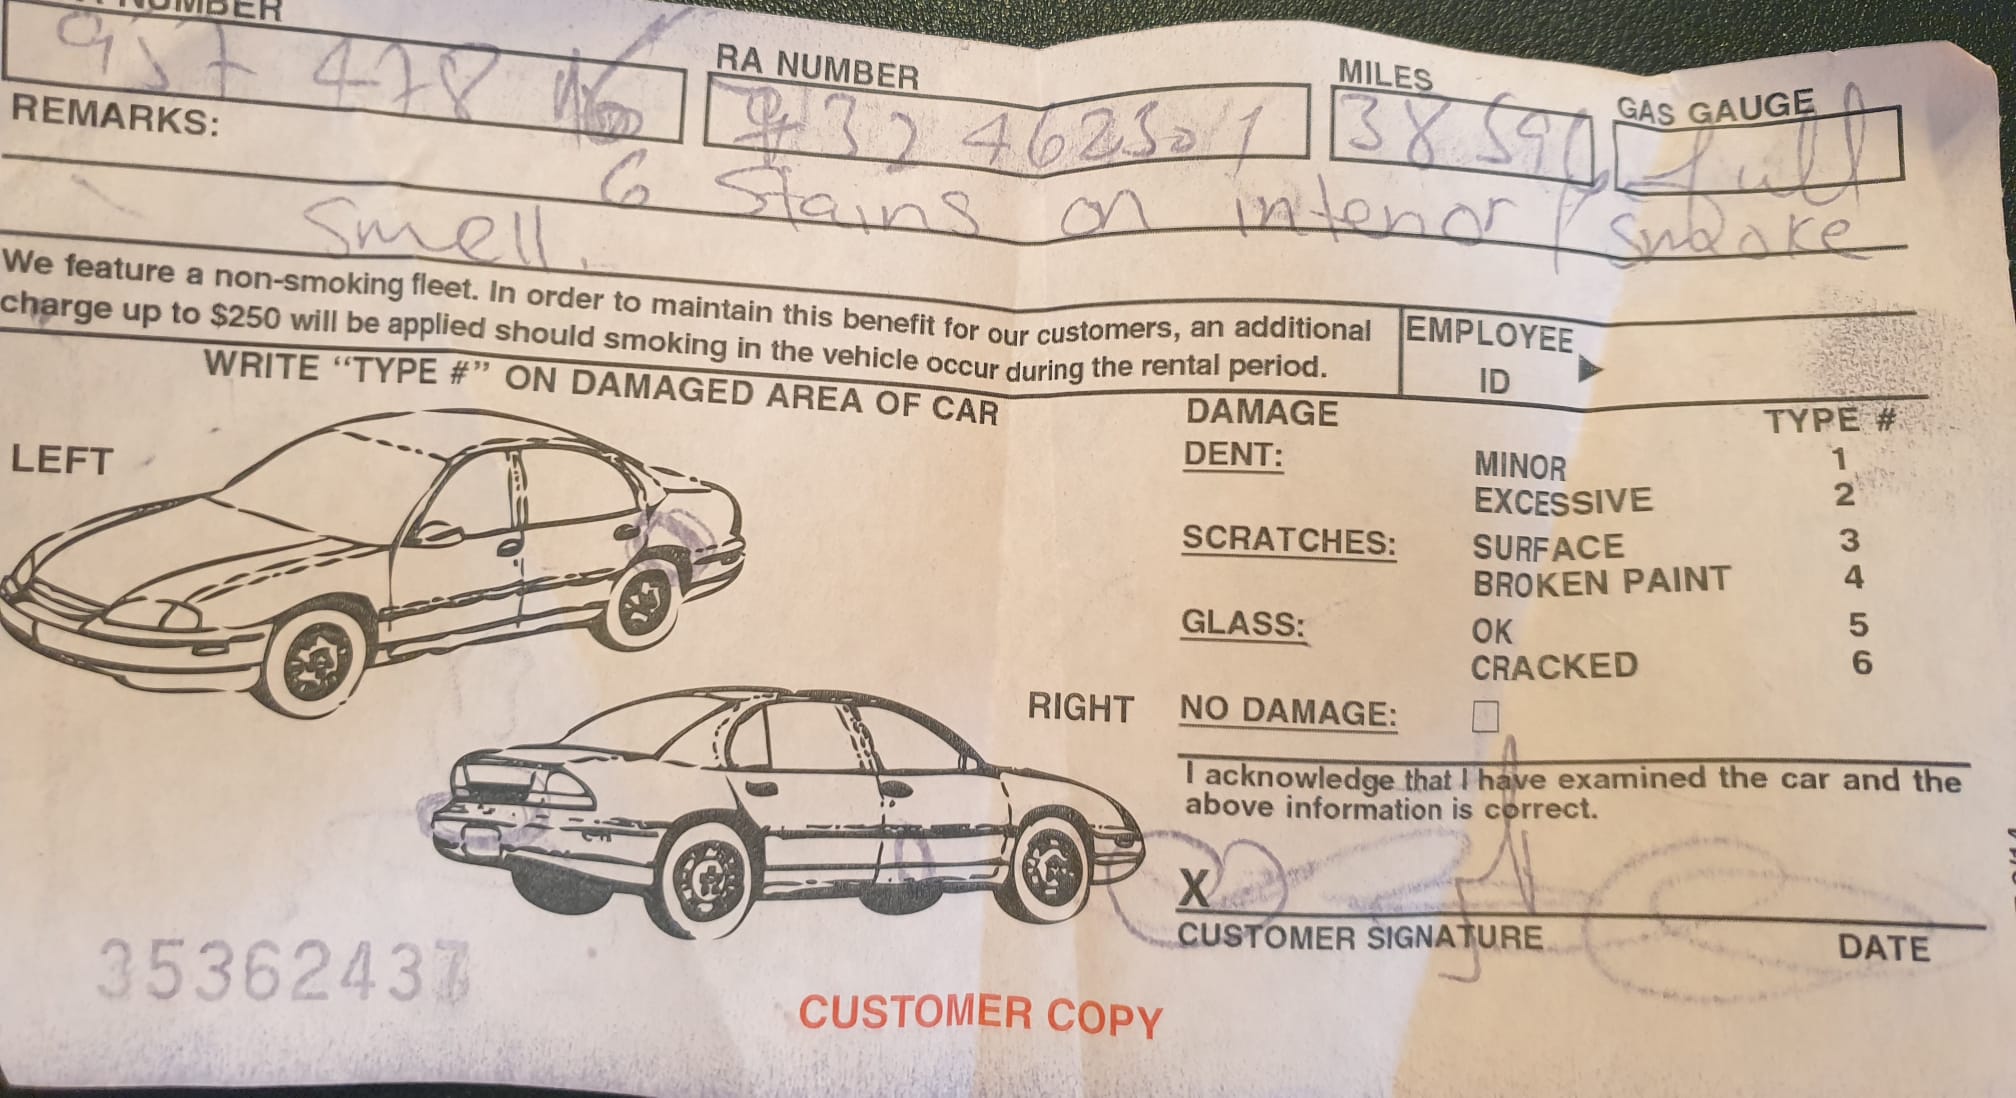 NUMBER
RA NUMBER
MILES
GAS GAUGE
957 478
full
REMARKS:
6 Stains on interior / smoke
smell.
We feature a non-smoking fleet. In order to maintain this benefit for our customers, an additional
charge up to $250 will be applied should smoking in the vehicle occur during the rental period.
EMPLOYEE
ID
WRITE “TYPE #” ON DAMAGED AREA OF CAR
LEFT
DAMAGE TYPE #
DENT: MINOR 1
EXCESSIVE 2
SCRATCHES: SURFACE 3
BROKEN PAINT 4
GLASS: OK 5
CRACKED 6
RIGHT
NO DAMAGE:
I acknowledge that I have examined the car and the
above information is correct.
X
CUSTOMER SIGNATURE DATE
35362437
CUSTOMER COPY